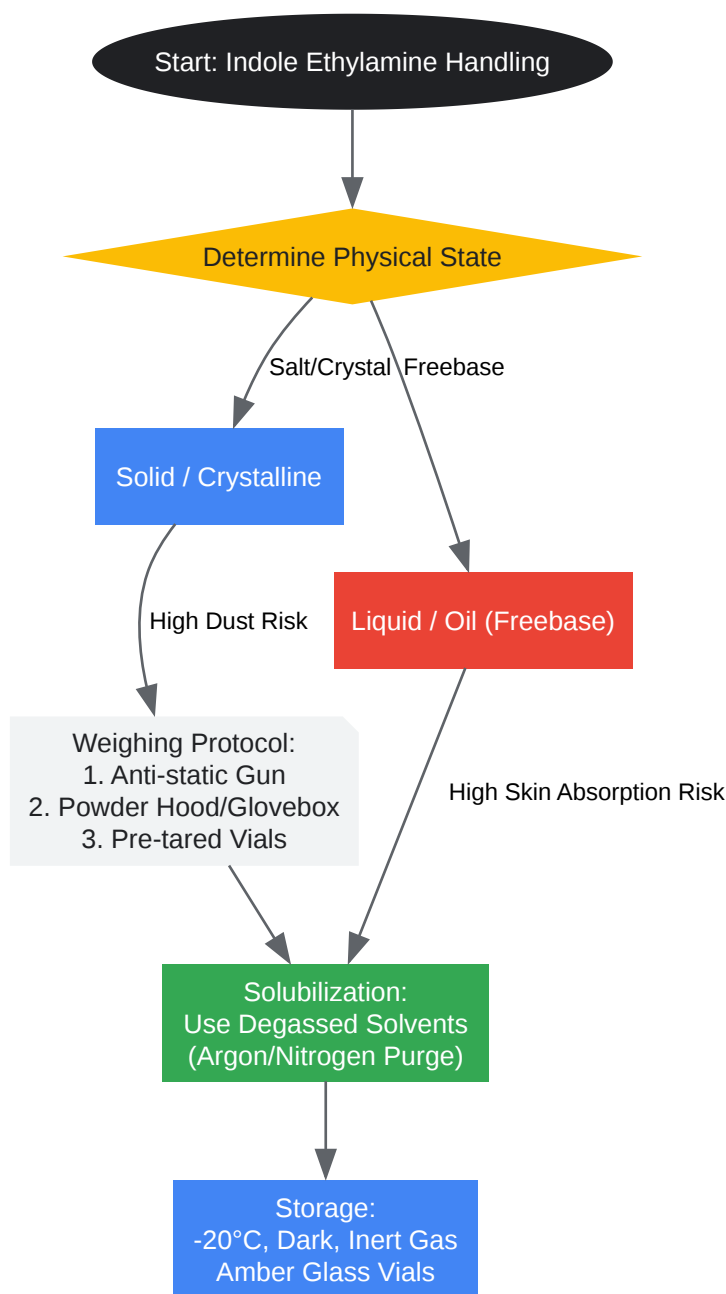 Start: Indole Ethylamine Handling
Determine Physical State
Salt/Crystal
Freebase
Solid / Crystalline
High Dust Risk
Liquid / Oil (Freebase)
Weighing Protocol:
1. Anti-static Gun
2. Powder Hood/Glovebox
3. Pre-tared Vials
High Skin Absorption Risk
Solubilization:
Use Degassed Solvents
(Argon/Nitrogen Purge)
Storage:
-20°C, Dark, Inert Gas
Amber Glass Vials